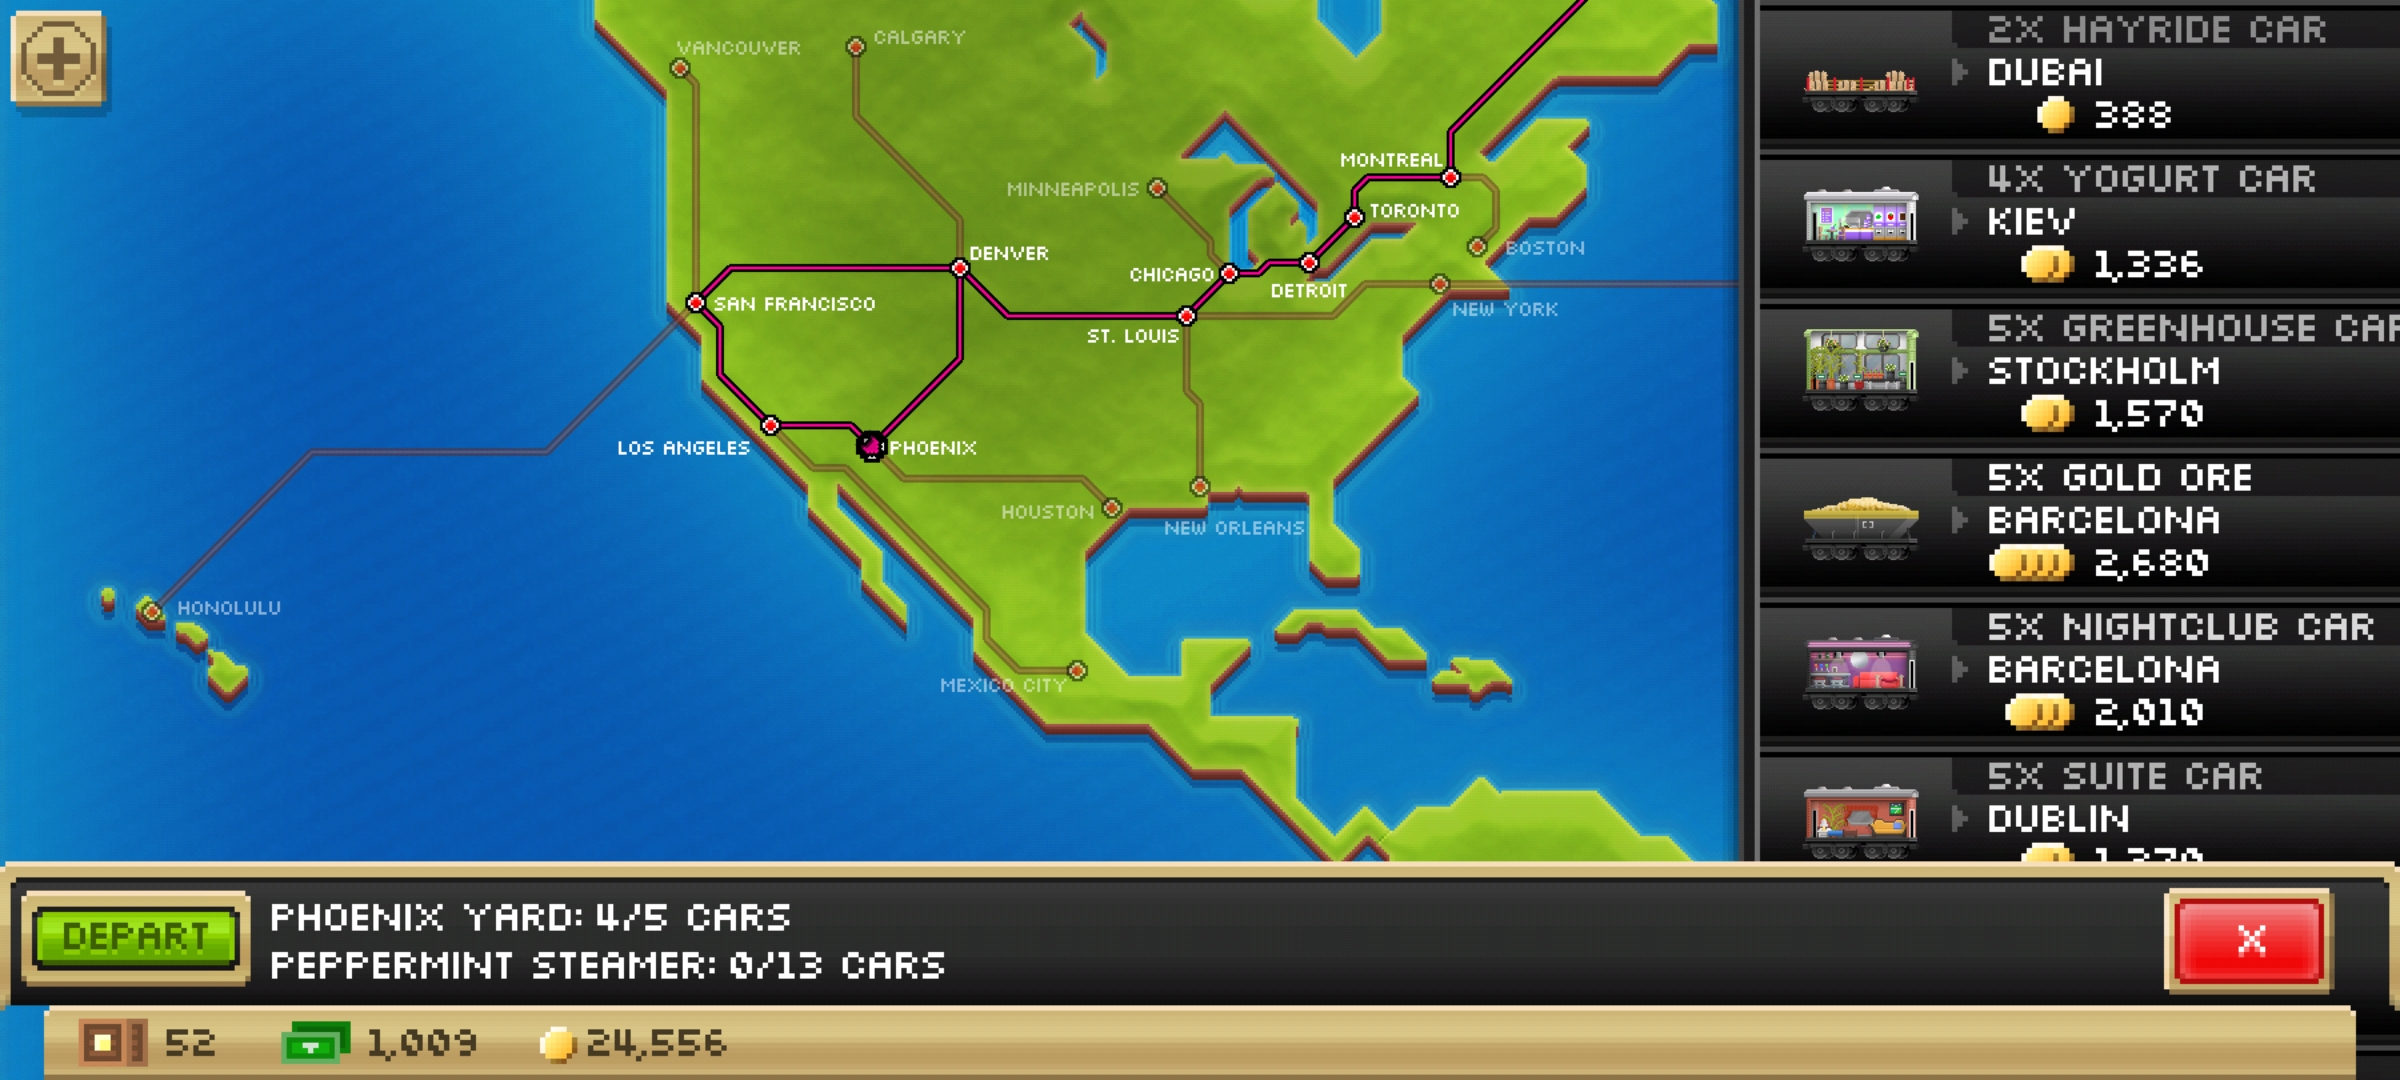 VANCOUVER
CALGARY
MINNEAPOLIS
MONTREAL
TORONTO
BOSTON
DENVER
CHICAGO
DETROIT
NEW YORK
SAN FRANCISCO
ST. LOUIS
LOS ANGELES
PHOENIX
HOUSTON
NEW ORLEANS
HONOLULU
MEXICO CITY
2X HAYRIDE CAR
DUBAI
388
4X YOGURT CAR
KIEV
1,336
5X GREENHOUSE CAR
STOCKHOLM
1,570
5X GOLD ORE
BARCELONA
2,680
5X NIGHTCLUB CAR
BARCELONA
2,010
5X SUITE CAR
DUBLIN
DEPART
PHOENIX YARD: 4/5 CARS
PEPPERMINT STEAMER: 0/13 CARS
X
52
1,009
24,556